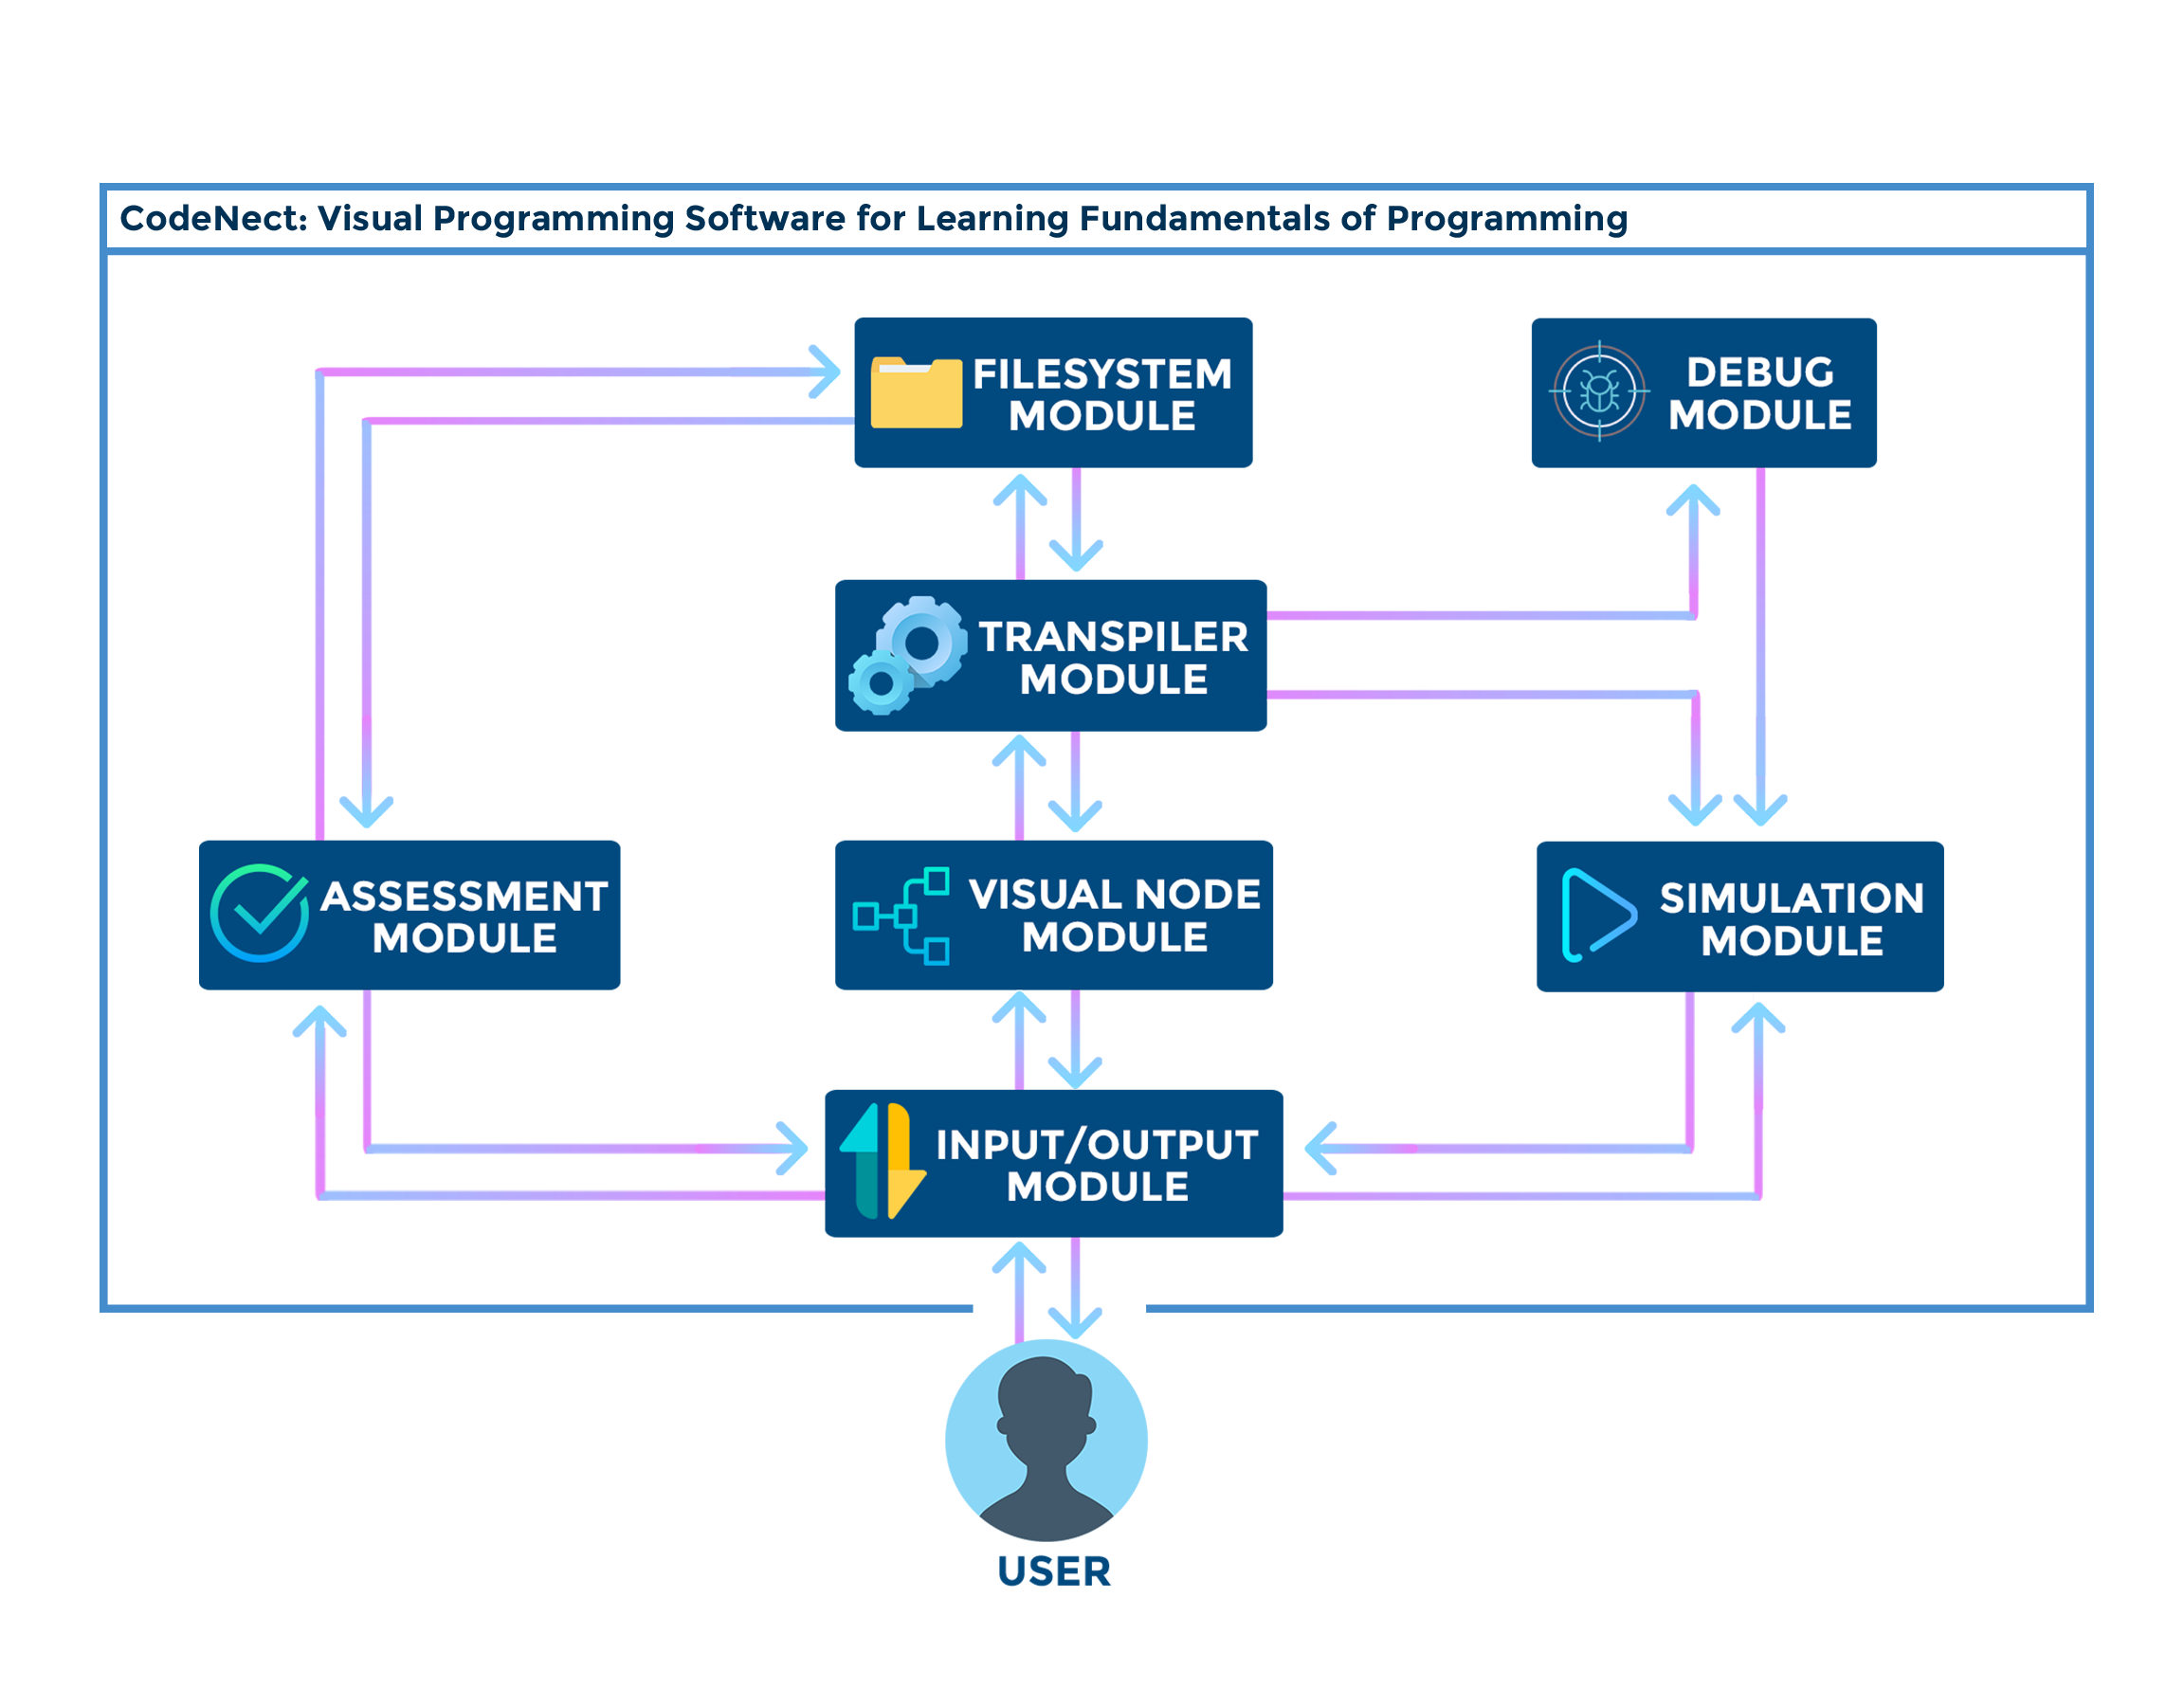 CodeNect: Visual Programming Software for Learning Fundamentals of Programming
FILESYSTEM
MODULE
DEBUG
MODULE
TRANSPILER
MODULE
ASSESSMENT
MODULE
VISUAL NODE
MODULE
SIMULATION
MODULE
INPUT/OUTPUT
MODULE
USER